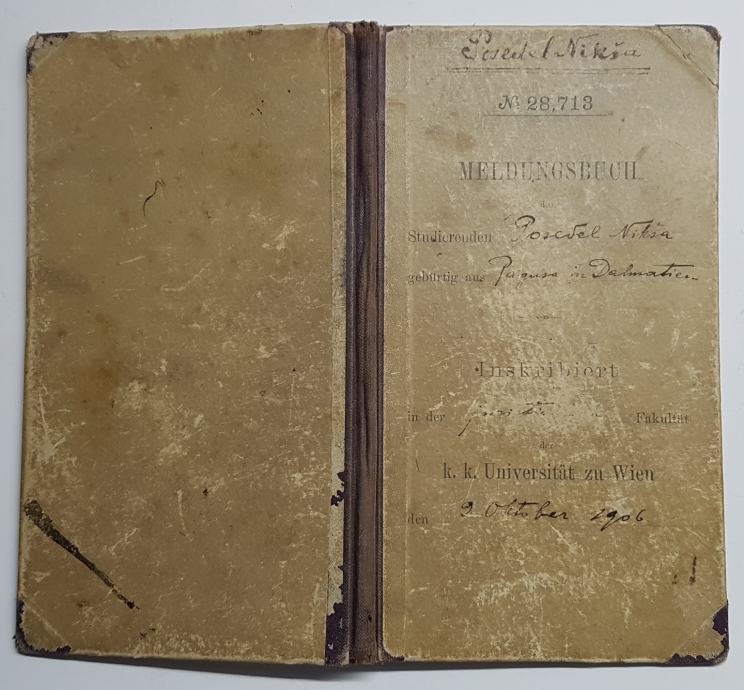 Posedel Nikša
№ 28,713
MELDUNGSBUCH
des
Studierenden Posedel Nikša
gebürtig aus Ragusa in Dalmatien
Inskribiert
in der Fakultät
der
k. k. Universität zu Wien
den 9 Oktober 1906